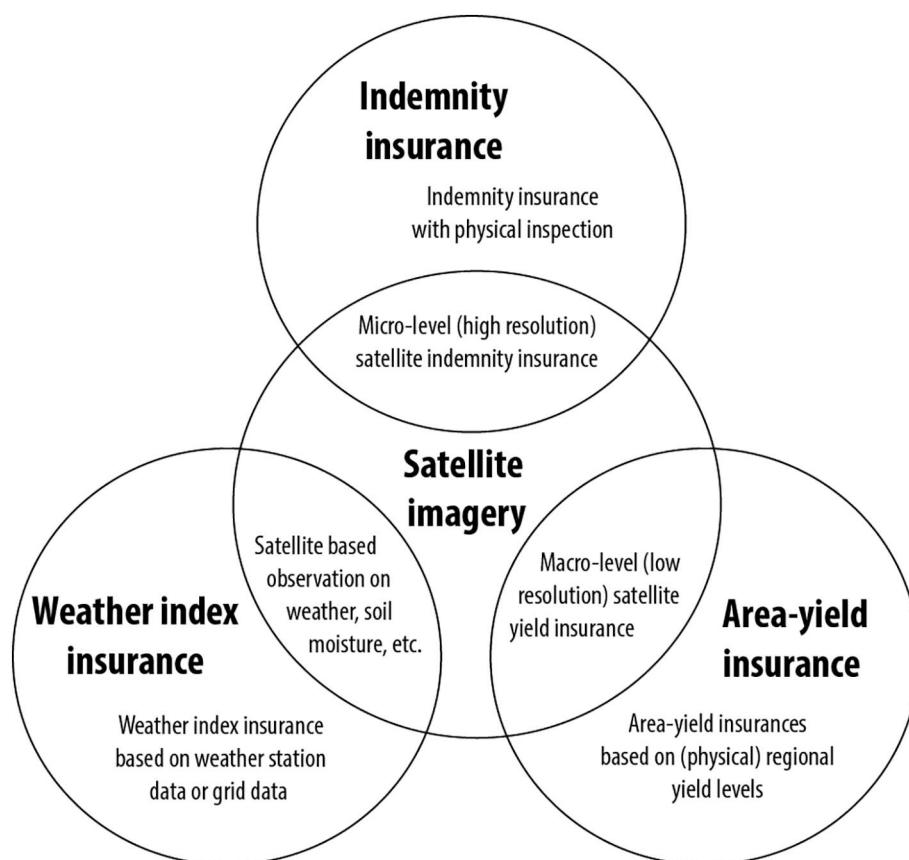 Indemnity
insurance
Indemnity insurance
with physical inspection
Micro-level (high resolution)
satellite indemnity insurance
Satellite
imagery
Satellite based
observation on
weather, soil
moisture, etc.
Macro-level (low
resolution) satellite
yield insurance
Weather index
insurance
Weather index insurance
based on weather station
data or grid data
Area-yield
insurance
Area-yield insurances
based on (physical) regional
yield levels